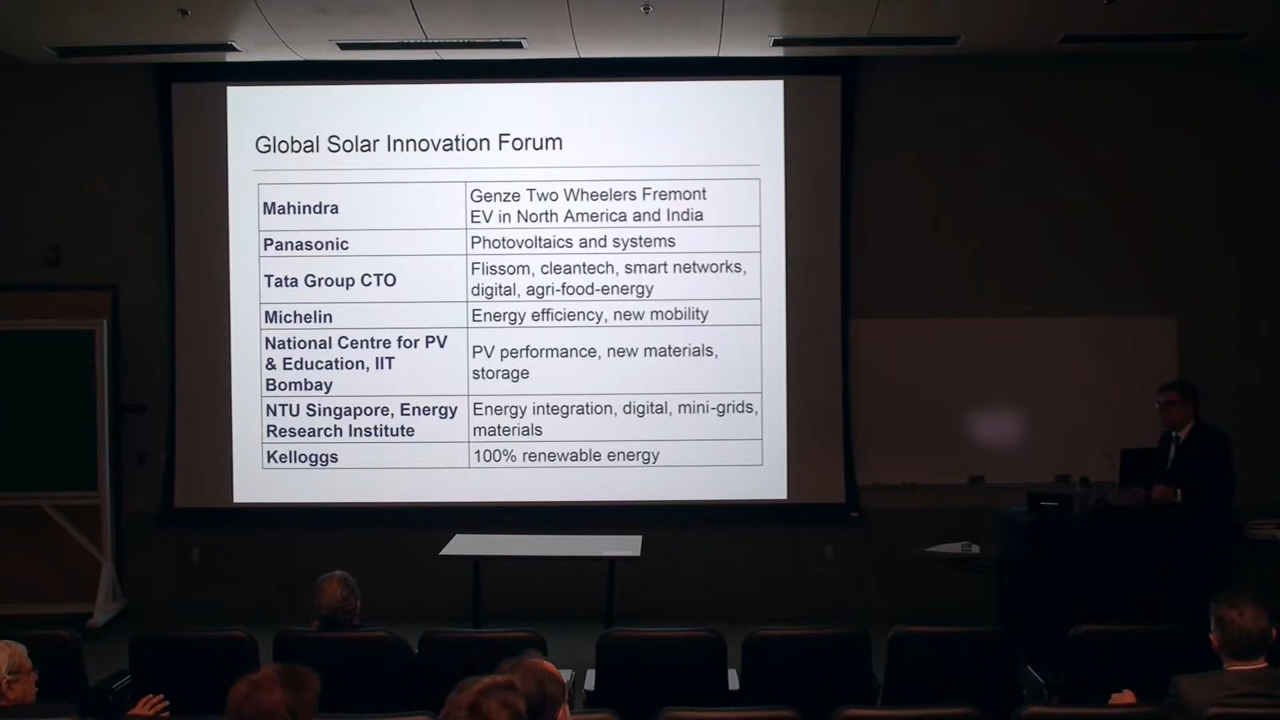 Global Solar Innovation Forum
Mahindra
Genze Two Wheelers Fremont
EV in North America and India
Panasonic
Photovoltaics and systems
Tata Group CTO
Flissom, cleantech, smart networks,
digital, agri-food-energy
Michelin
Energy efficiency, new mobility
National Centre for PV
& Education, IIT
Bombay
PV performance, new materials,
storage
NTU Singapore, Energy
Research Institute
Energy integration, digital, mini-grids,
materials
Kelloggs
100% renewable energy